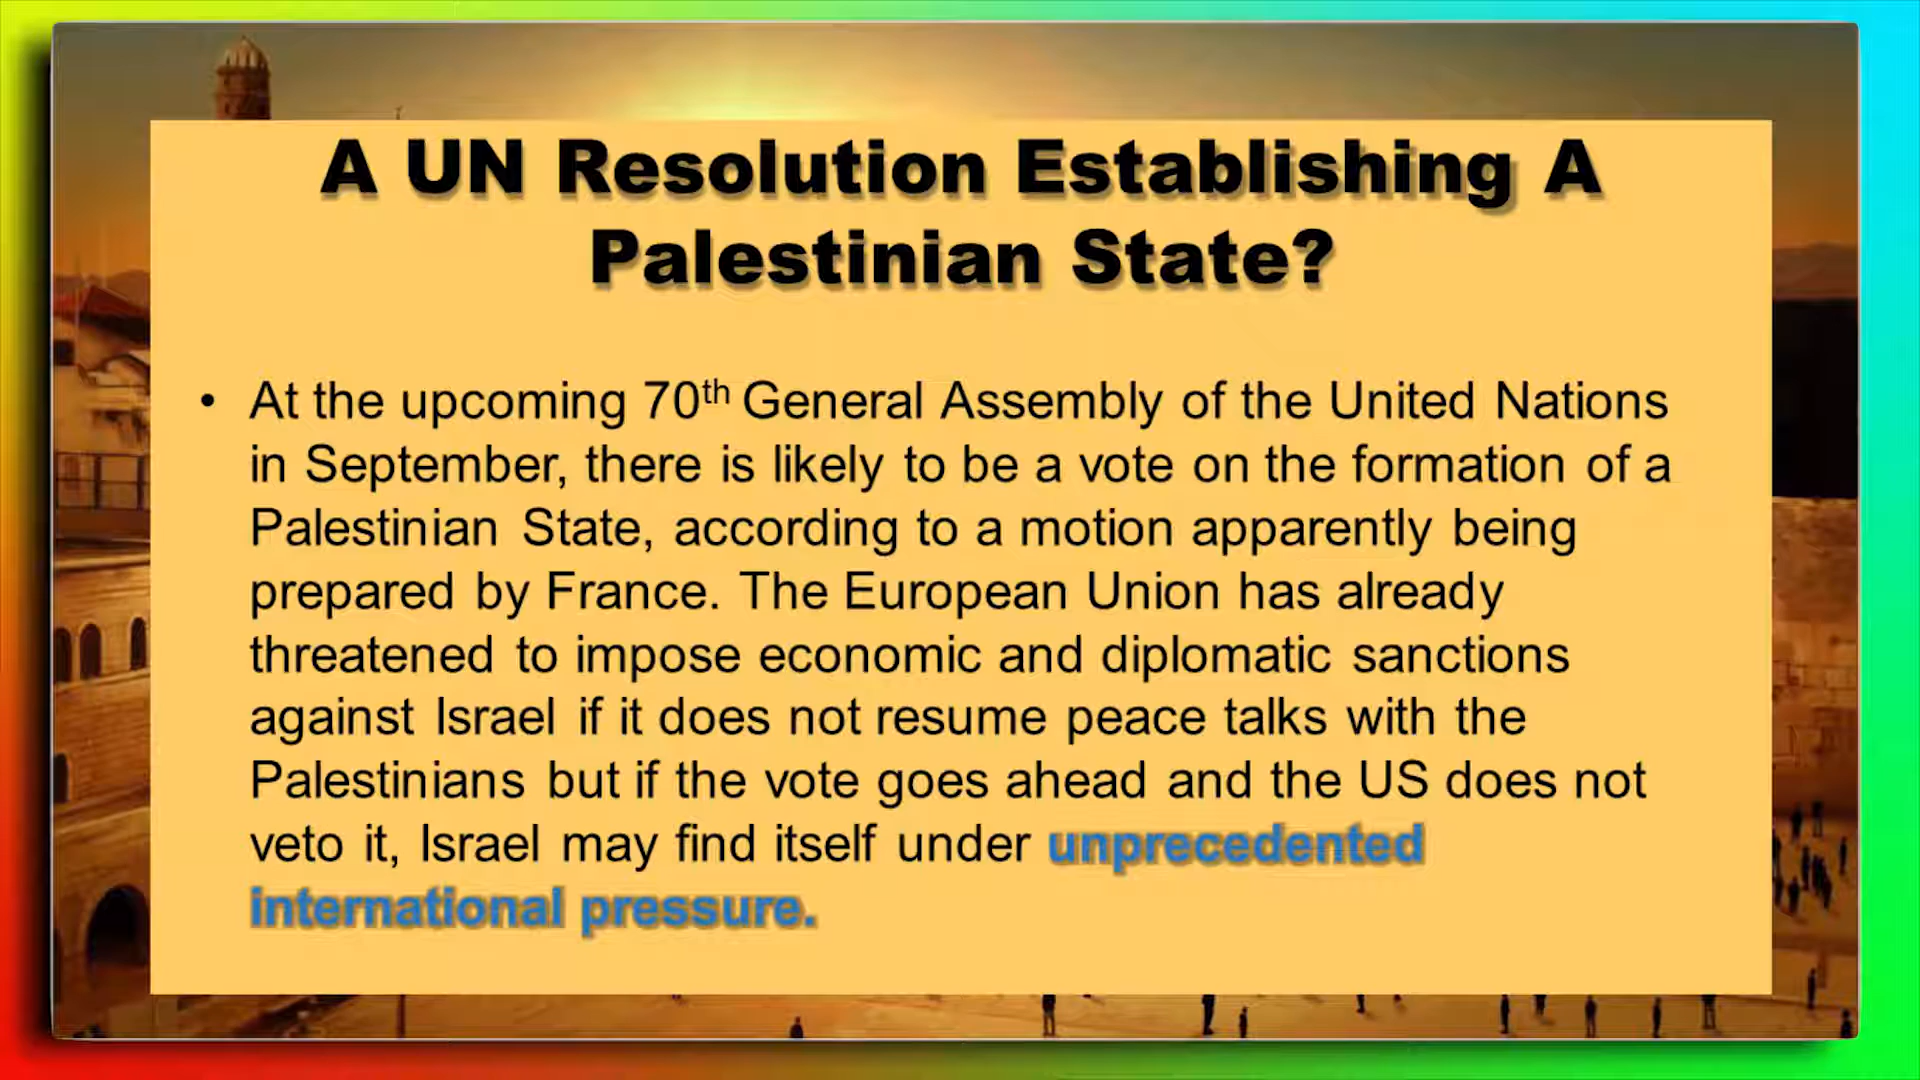 A UN Resolution Establishing A
Palestinian State?
• At the upcoming 70th General Assembly of the United Nations
in September, there is likely to be a vote on the formation of a
Palestinian State, according to a motion apparently being
prepared by France. The European Union has already
threatened to impose economic and diplomatic sanctions
against Israel if it does not resume peace talks with the
Palestinians but if the vote goes ahead and the US does not
veto it, Israel may find itself under unprecedented
international pressure.